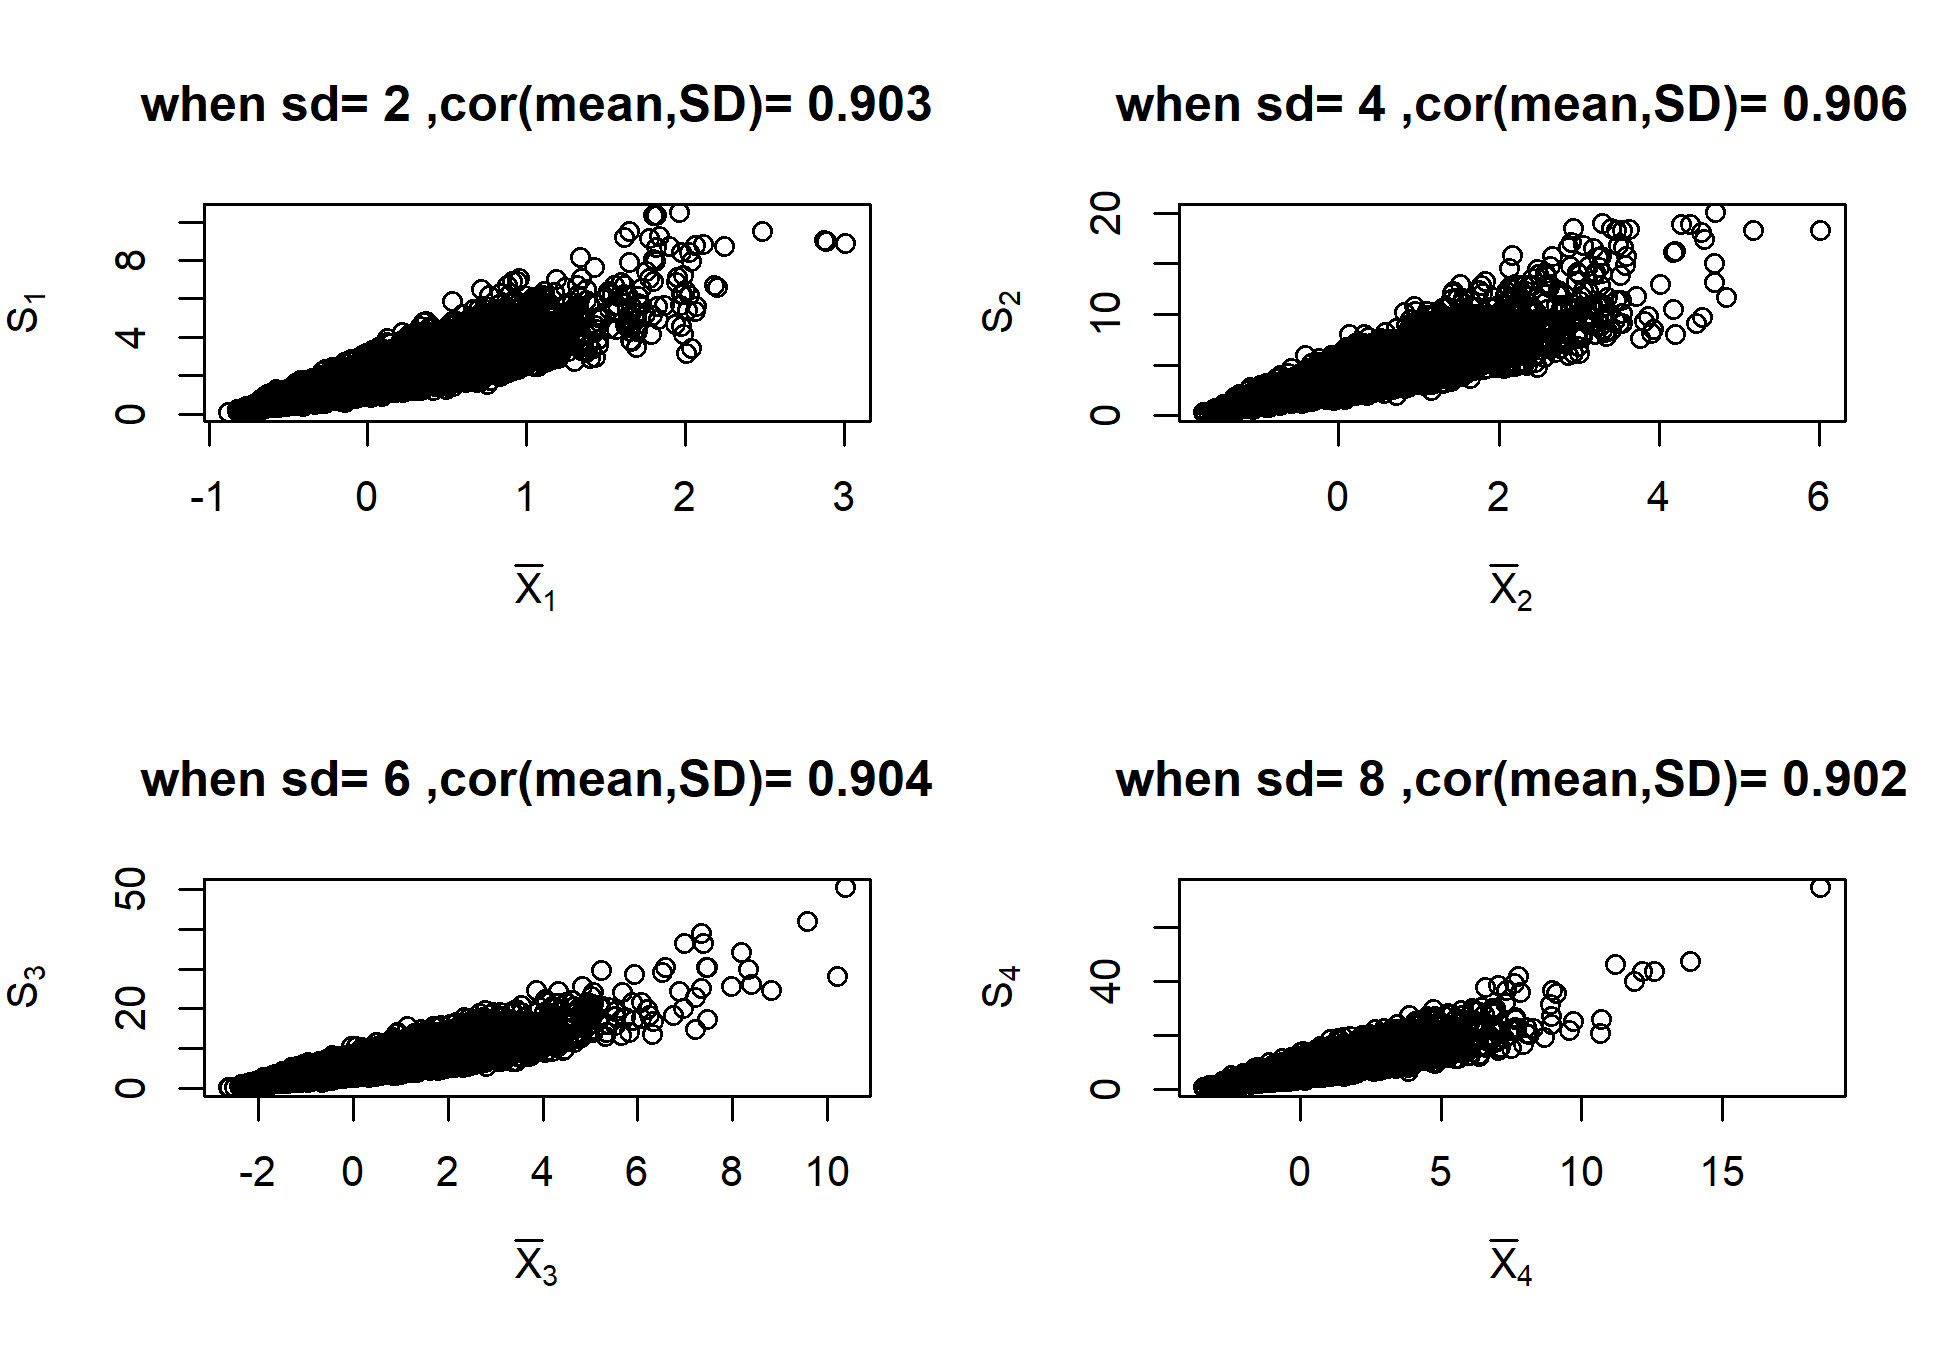 when sd= 2 ,cor(mean,SD)= 0.903
S1
0 4 8
-1 0 1 2 3
X̅1
when sd= 4 ,cor(mean,SD)= 0.906
S2
0 10 20
0 2 4 6
X̅2
when sd= 6 ,cor(mean,SD)= 0.904
S3
0 20 50
-2 0 2 4 6 8 10
X̅3
when sd= 8 ,cor(mean,SD)= 0.902
S4
0 40
0 5 10 15
X̅4